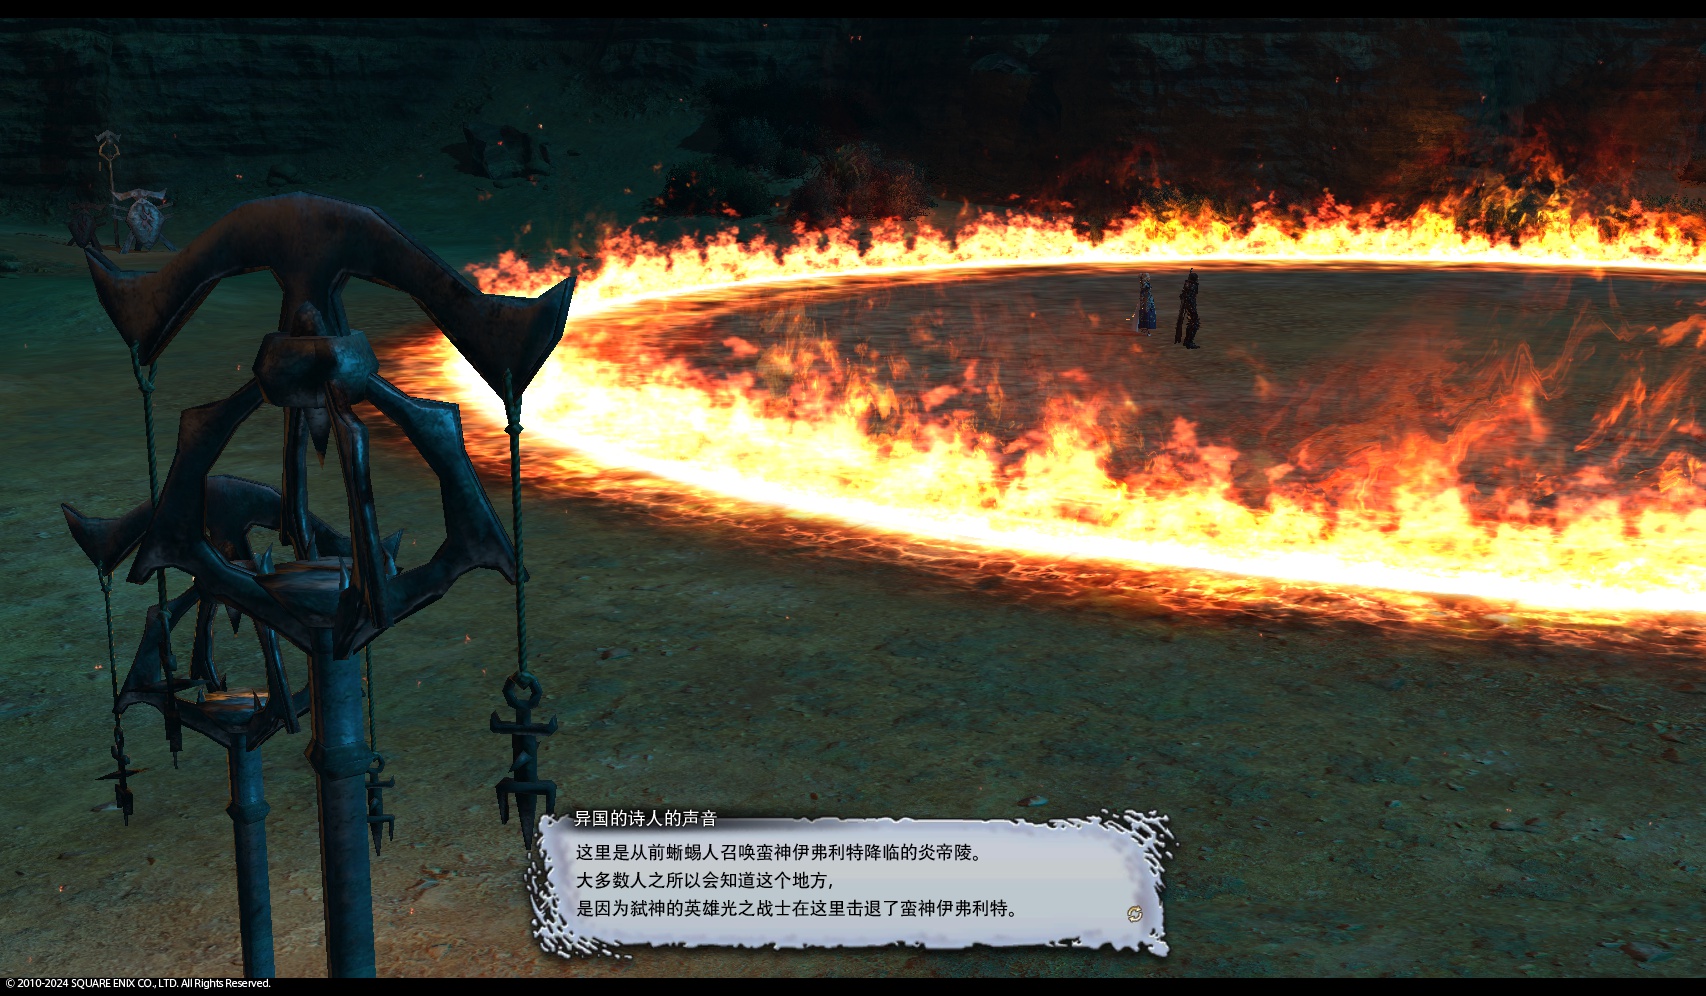 异国的诗人的声音
这里是从前蜥蜴人召唤蛮神伊弗利特降临的炎帝陵。
大多数人之所以会知道这个地方，
是因为弑神的英雄光之战士在这里击退了蛮神伊弗利特。
© 2010-2024 SQUARE ENIX CO., LTD. All Rights Reserved.